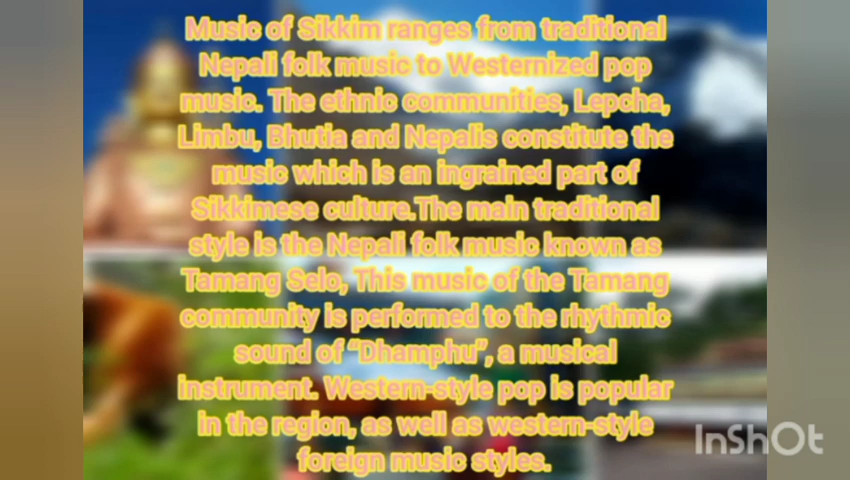 Music of Sikkim ranges from traditional
Nepali folk music to Westernized pop
music. The ethnic communities, Lepcha,
Limbu, Bhutia and Nepalis constitute the
music which is an ingrained part of
Sikkimese culture.The main traditional
style is the Nepali folk music known as
Tamang Selo, This music of the Tamang
community is performed to the rhythmic
sound of “Dhamphu”, a musical
instrument. Western-style pop is popular
in the region, as well as western-style
foreign music styles.
InShOt